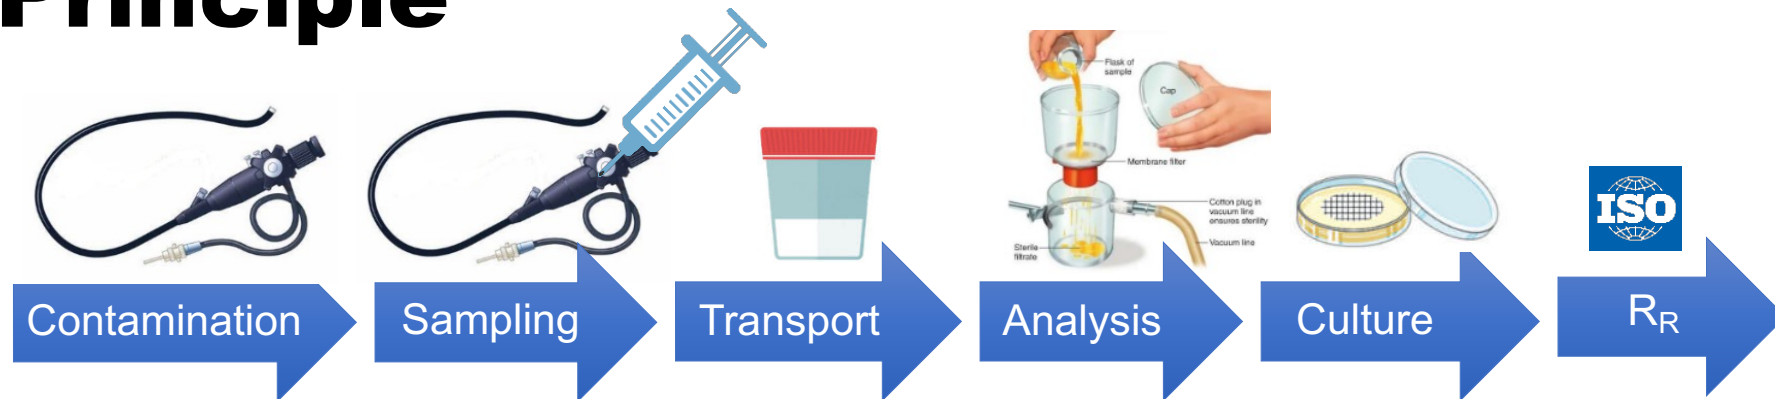 Principle
Flask of
sample
Cap
Membrane filter
Cotton plug in
vacuum line
ensures sterility
Vacuum line
Sterile
filtrate
ISO
Contamination
Sampling
Transport
Analysis
Culture
R_R